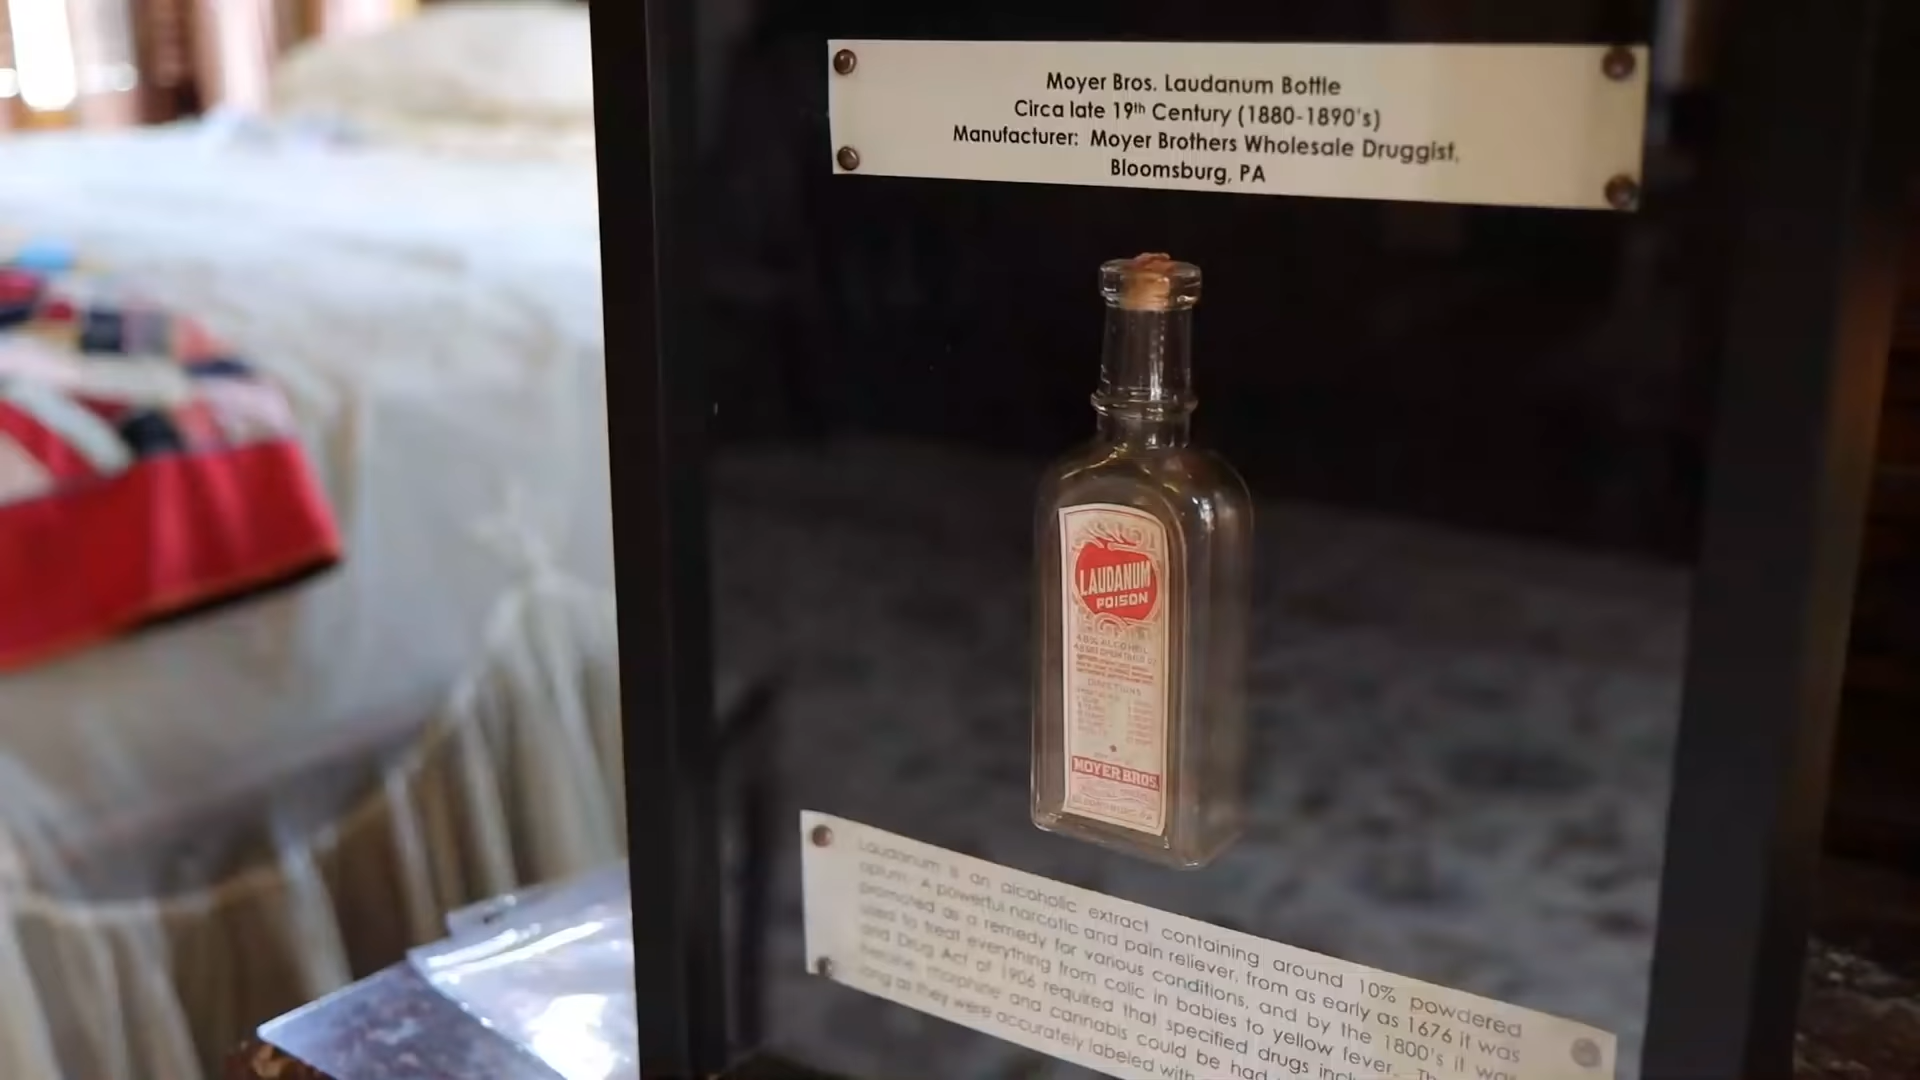 Moyer Bros. Laudanum Bottle
Circa late 19th Century (1880-1890's)
Manufacturer: Moyer Brothers Wholesale Druggist,
Bloomsburg, PA
LAUDANUM
POISON
DIRECTIONS
MOYER BROS.
Laudanum is an alcoholic extract containing around 10% powdered
opium. A powerful narcotic and pain reliever, from as early as 1676 it was
promoted as a remedy for various conditions, and by the 1800's it was
used to treat everything from colic in babies to yellow fever.
and Drug Act of 1906 required that specified drugs
heroin, morphine and cannabis could be had
long as they were accurately labeled with